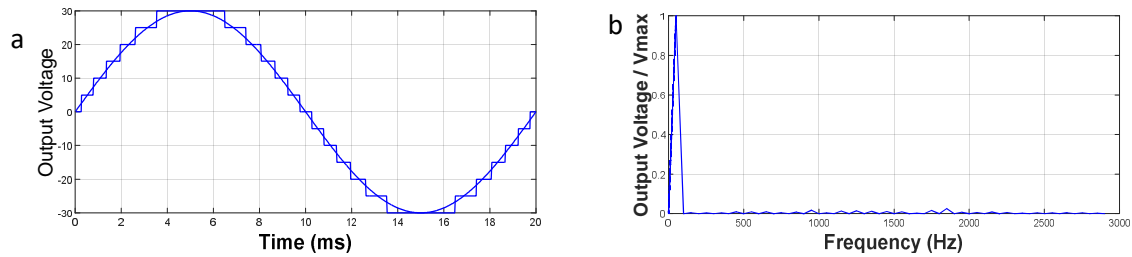 a
Output Voltage
30
20
10
0
-10
-20
-30
0 2 4 6 8 10 12 14 16 18 20
Time (ms)
b
Output Voltage / Vmax
1
0.8
0.6
0.4
0.2
0
0 500 1000 1500 2000 2500 3000
Frequency (Hz)